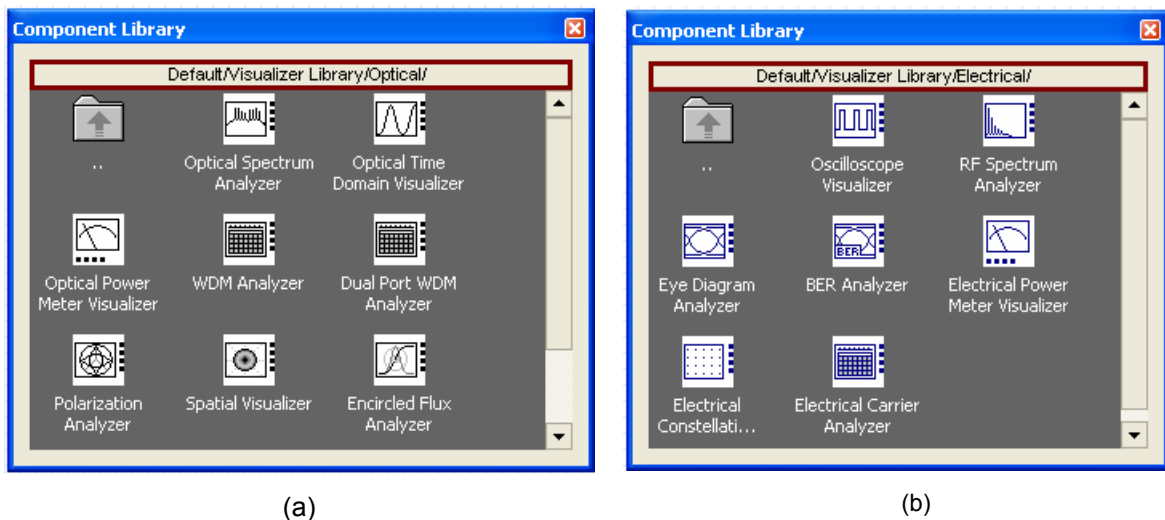 Component Library
Default/Visualizer Library/Optical/
..
Optical Spectrum
Analyzer
Optical Time
Domain Visualizer
Optical Power
Meter Visualizer
WDM Analyzer
Dual Port WDM
Analyzer
Polarization
Analyzer
Spatial Visualizer
Encircled Flux
Analyzer
(a)
Component Library
Default/Visualizer Library/Electrical/
..
Oscilloscope
Visualizer
RF Spectrum
Analyzer
Eye Diagram
Analyzer
BER
BER Analyzer
Electrical Power
Meter Visualizer
Electrical
Constellati...
Electrical Carrier
Analyzer
(b)